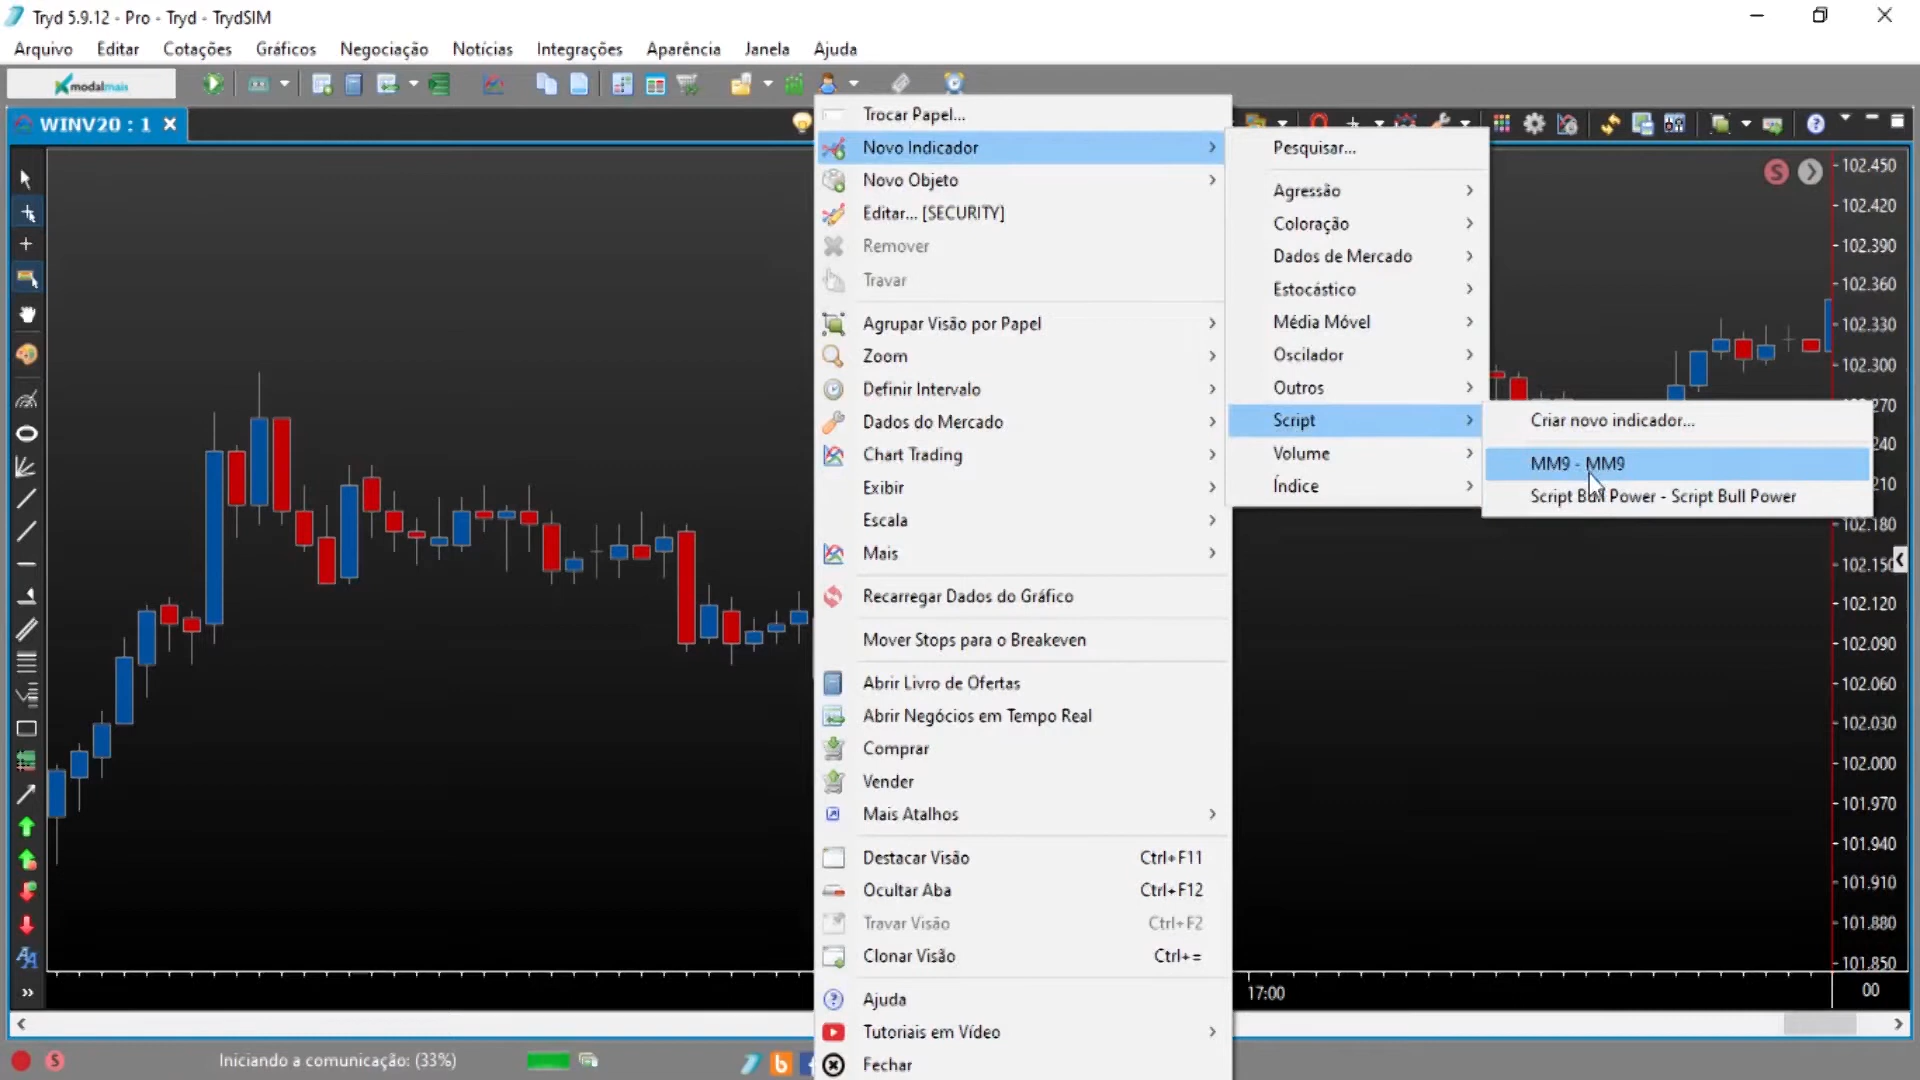 Tryd 5.9.12 - Pro - Tryd - TrydSIM
Arquivo Editar Cotações Gráficos Negociação Notícias Integrações Aparência Janela Ajuda
modalmais
WINV20 : 1
Trocar Papel...
Novo Indicador
Novo Objeto
Editar... [SECURITY]
Remover
Travar
Agrupar Visão por Papel
Zoom
Definir Intervalo
Dados do Mercado
Chart Trading
Exibir
Escala
Mais
Recarregar Dados do Gráfico
Mover Stops para o Breakeven
Abrir Livro de Ofertas
Abrir Negócios em Tempo Real
Comprar
Vender
Mais Atalhos
Destacar Visão Ctrl+F11
Ocultar Aba Ctrl+F12
Travar Visão Ctrl+F2
Clonar Visão Ctrl+=
Ajuda
Tutoriais em Vídeo
Fechar
Pesquisar...
Agressão
Coloração
Dados de Mercado
Estocástico
Média Móvel
Oscilador
Outros
Script
Volume
Índice
Criar novo indicador...
MM9 - MM9
Script Bull Power - Script Bull Power
S
102.450
102.420
102.390
102.360
102.330
102.300
270
240
210
102.180
102.150
102.120
102.090
102.060
102.030
102.000
101.970
101.940
101.910
101.880
101.850
17:00
00
S
Iniciando a comunicação: (33%)